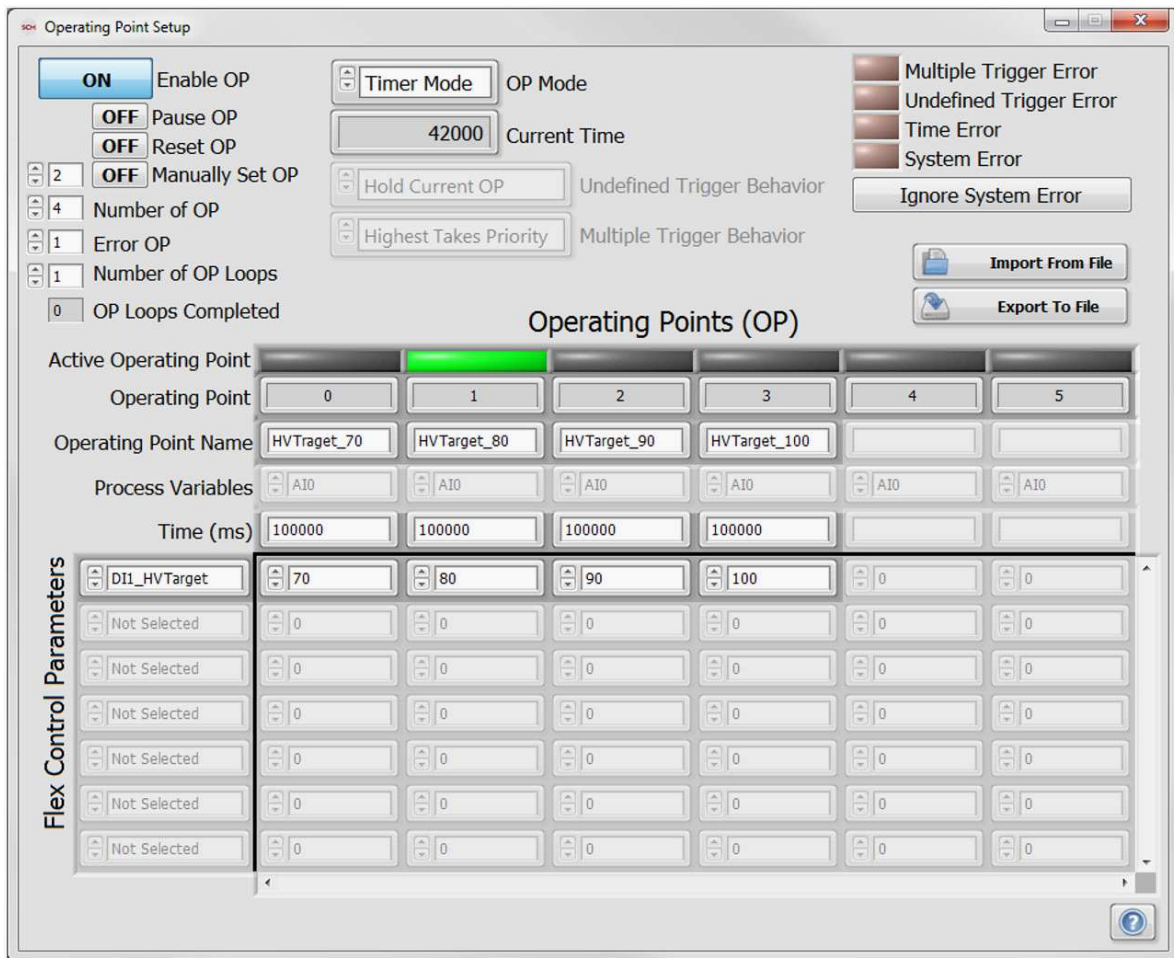 SCM Operating Point Setup
ON Enable OP
OFF Pause OP
OFF Reset OP
2 OFF Manually Set OP
4 Number of OP
1 Error OP
1 Number of OP Loops
0 OP Loops Completed
Timer Mode OP Mode
42000 Current Time
Hold Current OP Undefined Trigger Behavior
Highest Takes Priority Multiple Trigger Behavior
Multiple Trigger Error
Undefined Trigger Error
Time Error
System Error
Ignore System Error
Import From File
Export To File
Operating Points (OP)
Active Operating Point
Operating Point 0 1 2 3 4 5
Operating Point Name HVTraget_70 HVTarget_80 HVTarget_90 HVTarget_100
Process Variables AI0 AI0 AI0 AI0 AI0 AI0
Time (ms) 100000 100000 100000 100000
Flex Control Parameters
DI1_HVTarget 70 80 90 100 0 0
Not Selected 0 0 0 0 0 0
Not Selected 0 0 0 0 0 0
Not Selected 0 0 0 0 0 0
Not Selected 0 0 0 0 0 0
Not Selected 0 0 0 0 0 0
Not Selected 0 0 0 0 0 0
?